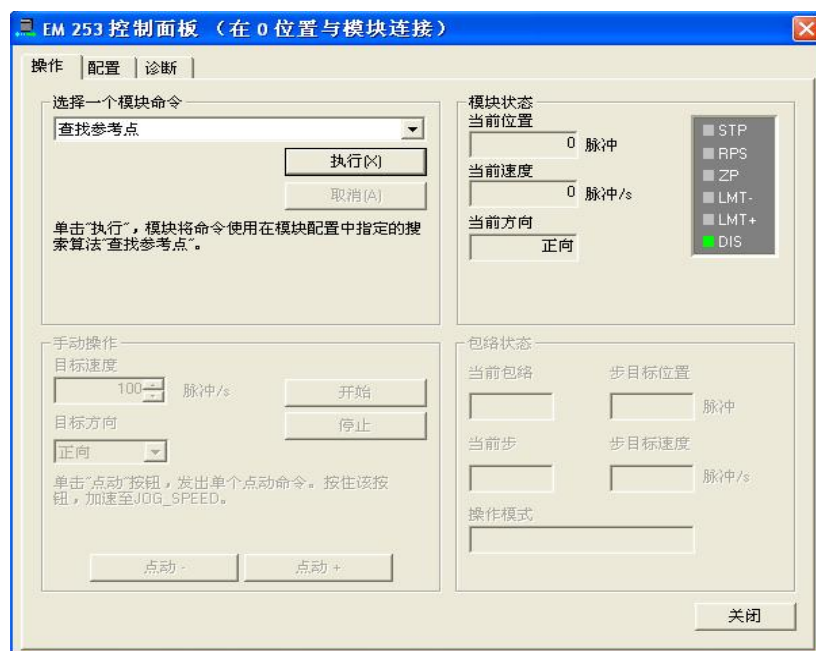 EM 253 控制面板 （在 0 位置与模块连接）
操作 配置 诊断
选择一个模块命令
查找参考点
执行(X)
取消(A)
单击"执行"，模块将命令使用在模块配置中指定的搜
索算法"查找参考点"。
模块状态
当前位置
0 脉冲
当前速度
0 脉冲/s
当前方向
正向
STP
RPS
ZP
LMT-
LMT+
DIS
手动操作
目标速度
100 脉冲/s
开始
目标方向
停止
正向
单击"点动"按钮，发出单个点动命令。按住该按
钮，加速至JOG_SPEED。
点动 - 点动 +
包络状态
当前包络 步目标位置
脉冲
当前步 步目标速度
脉冲/s
操作模式
关闭